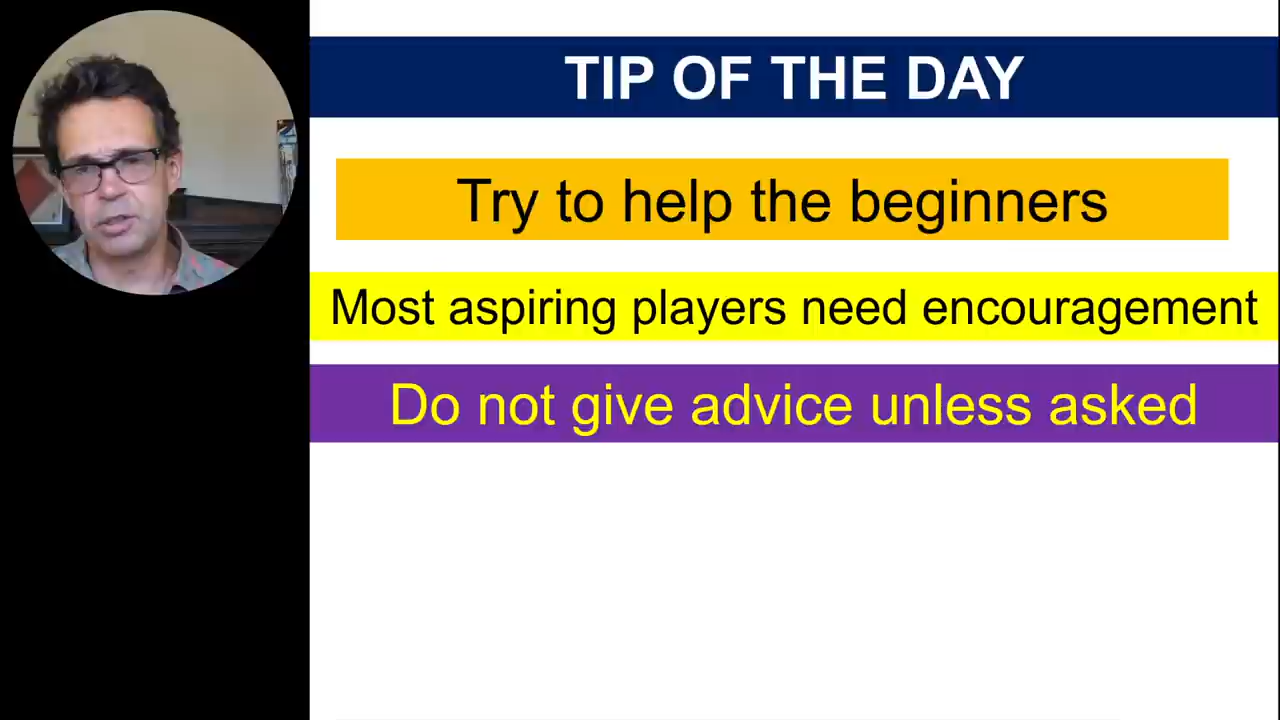 TIP OF THE DAY
Try to help the beginners
Most aspiring players need encouragement
Do not give advice unless asked